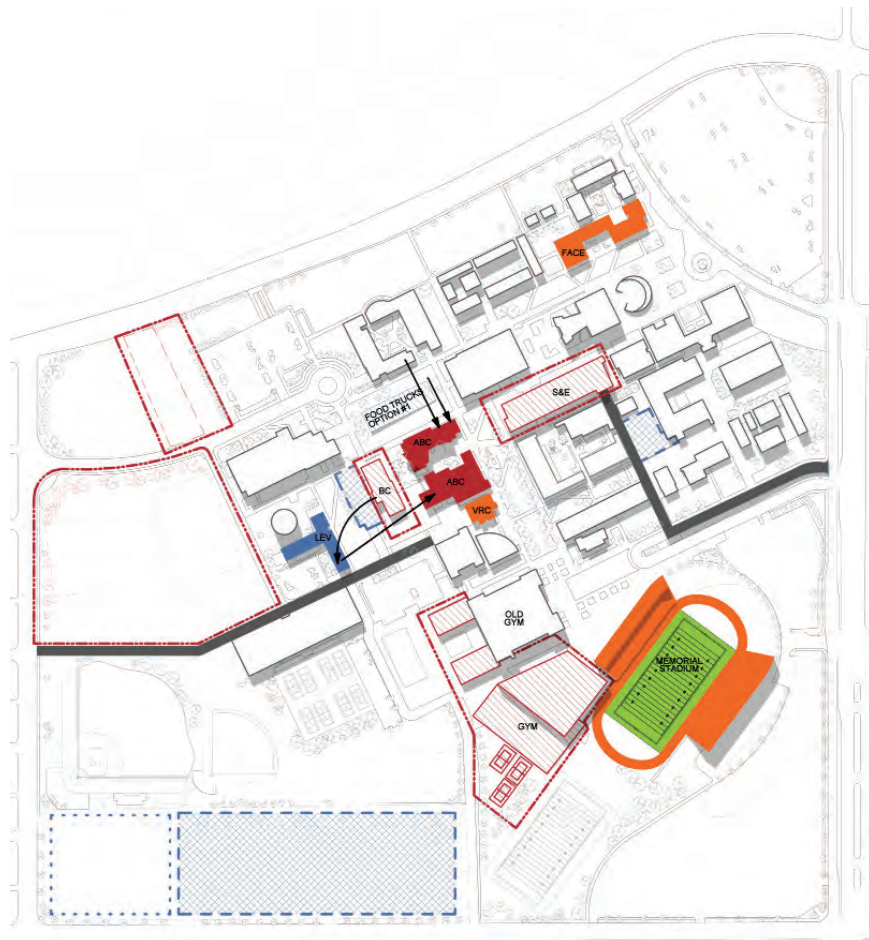 FACE
S&E
FOOD TRUCKS
OPTION #1
ABC
ABC
BC
VRC
LEV
OLD
GYM
MEMORIAL
STADIUM
GYM